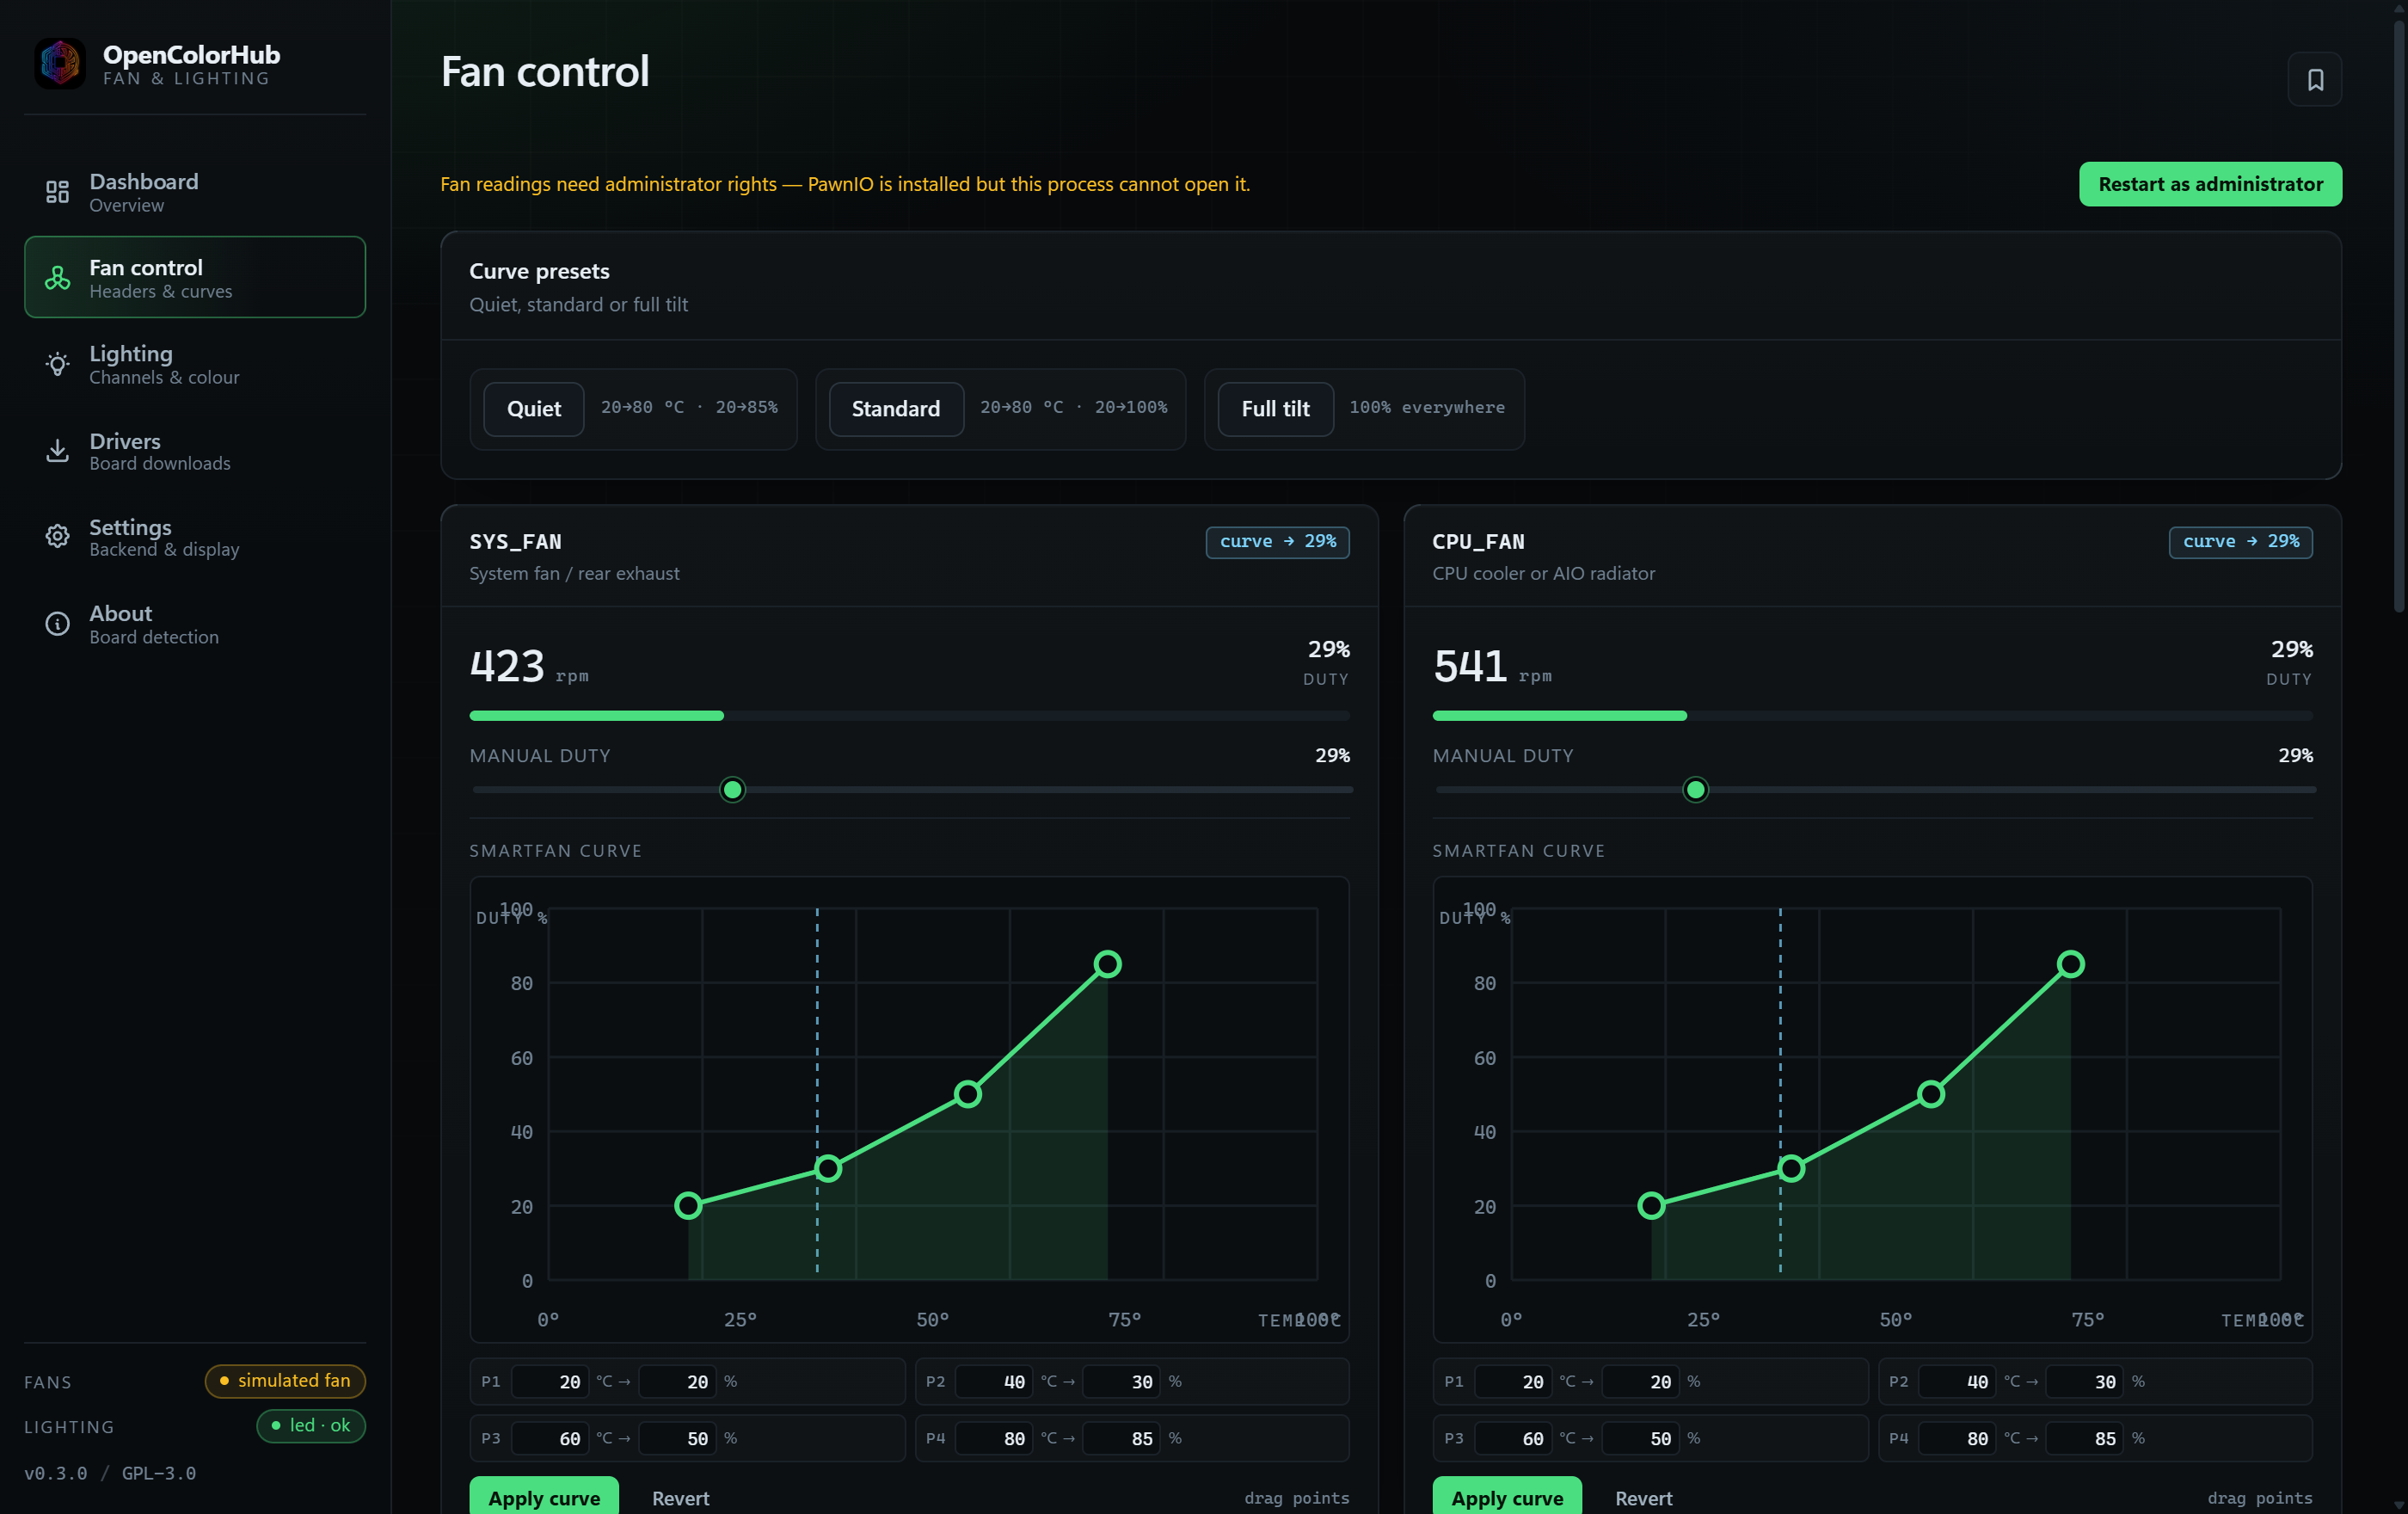 OpenColorHub
FAN & LIGHTING
Dashboard
Overview
Fan control
Headers & curves
Lighting
Channels & colour
Drivers
Board downloads
Settings
Backend & display
About
Board detection
FANS
simulated fan
LIGHTING
led · ok
v0.3.0 / GPL-3.0
Fan control
Fan readings need administrator rights — PawnIO is installed but this process cannot open it.
Restart as administrator
Curve presets
Quiet, standard or full tilt
Quiet 20→80 °C · 20→85%
Standard 20→80 °C · 20→100%
Full tilt 100% everywhere
SYS_FAN
curve → 29%
System fan / rear exhaust
423 rpm
29%
DUTY
MANUAL DUTY 29%
SMARTFAN CURVE
100
DUTY %
80
60
40
20
0
0° 25° 50° 75° 100°
TEMP °C
P1 20 °C → 20 %
P2 40 °C → 30 %
P3 60 °C → 50 %
P4 80 °C → 85 %
Apply curve
Revert
drag points
CPU_FAN
curve → 29%
CPU cooler or AIO radiator
541 rpm
29%
DUTY
MANUAL DUTY 29%
SMARTFAN CURVE
100
DUTY %
80
60
40
20
0
0° 25° 50° 75° 100°
TEMP °C
P1 20 °C → 20 %
P2 40 °C → 30 %
P3 60 °C → 50 %
P4 80 °C → 85 %
Apply curve
Revert
drag points